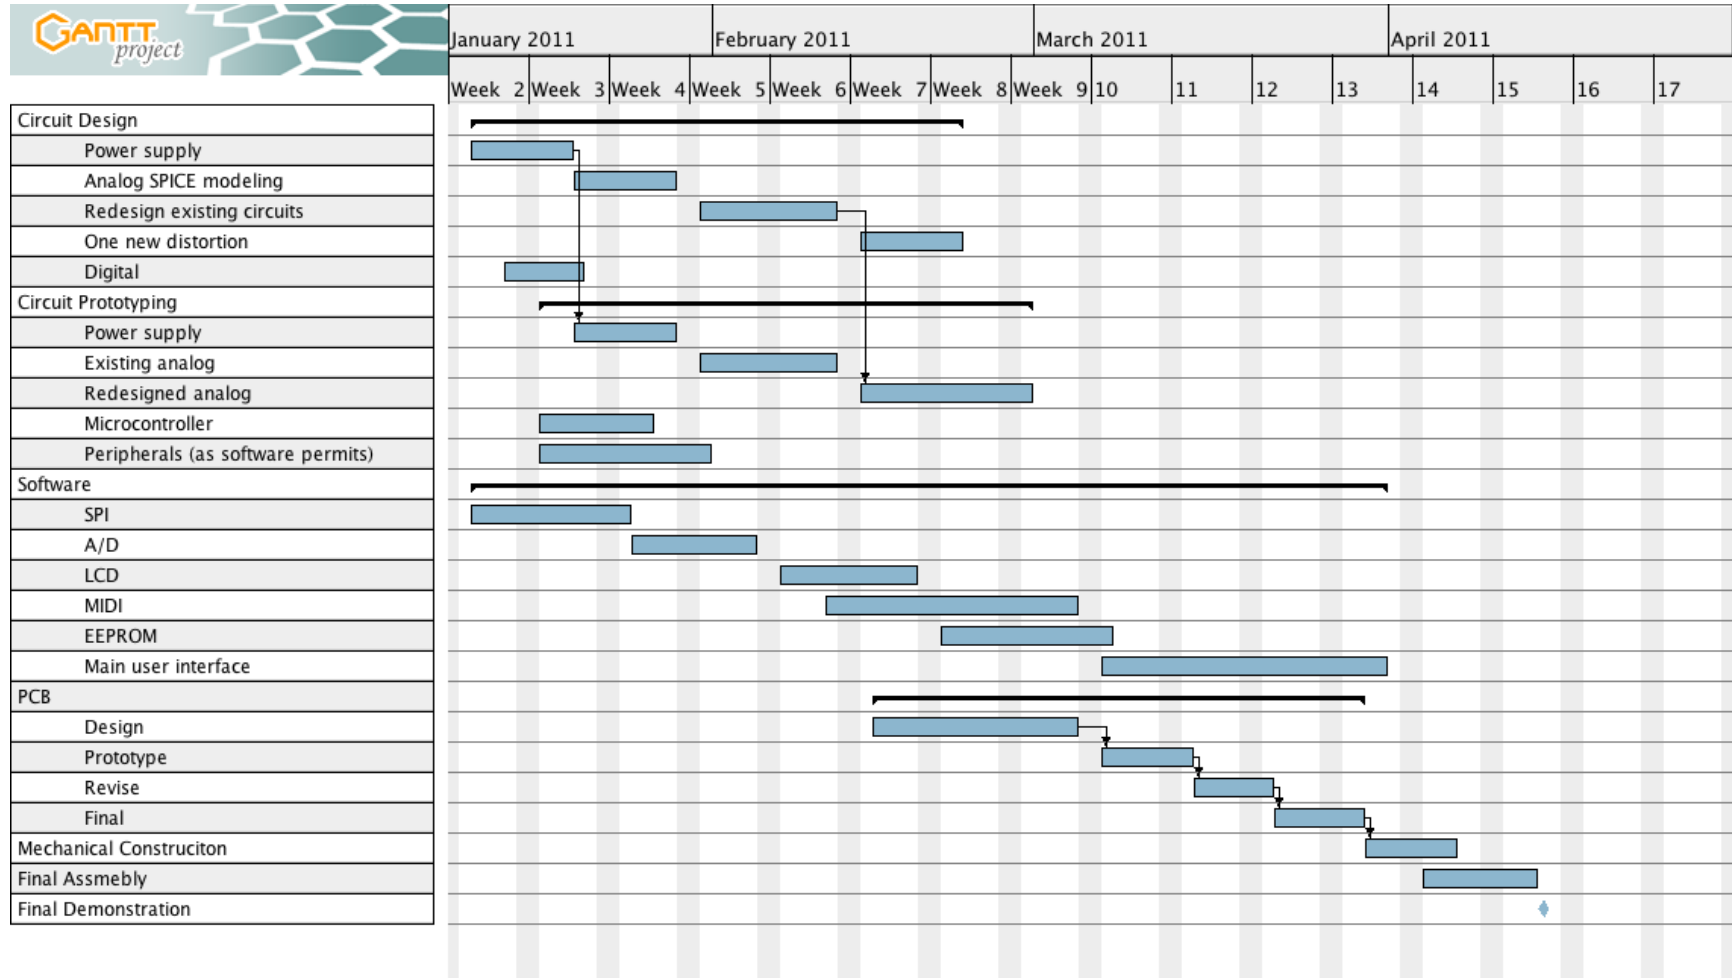 GANTT
project
January 2011 February 2011 March 2011 April 2011
Week 2 Week 3 Week 4 Week 5 Week 6 Week 7 Week 8 Week 9 10 11 12 13 14 15 16 17
Circuit Design
Power supply
Analog SPICE modeling
Redesign existing circuits
One new distortion
Digital
Circuit Prototyping
Power supply
Existing analog
Redesigned analog
Microcontroller
Peripherals (as software permits)
Software
SPI
A/D
LCD
MIDI
EEPROM
Main user interface
PCB
Design
Prototype
Revise
Final
Mechanical Construciton
Final Assmebly
Final Demonstration